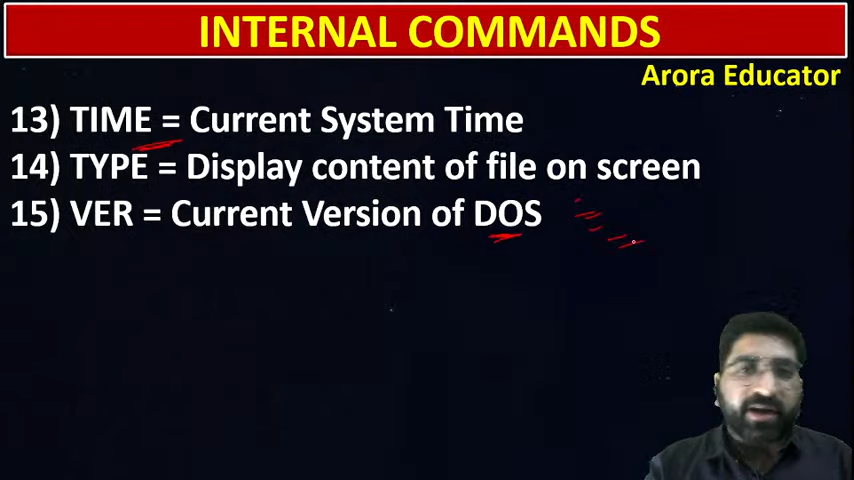 INTERNAL COMMANDS
Arora Educator
13) TIME = Current System Time
14) TYPE = Display content of file on screen
15) VER = Current Version of DOS